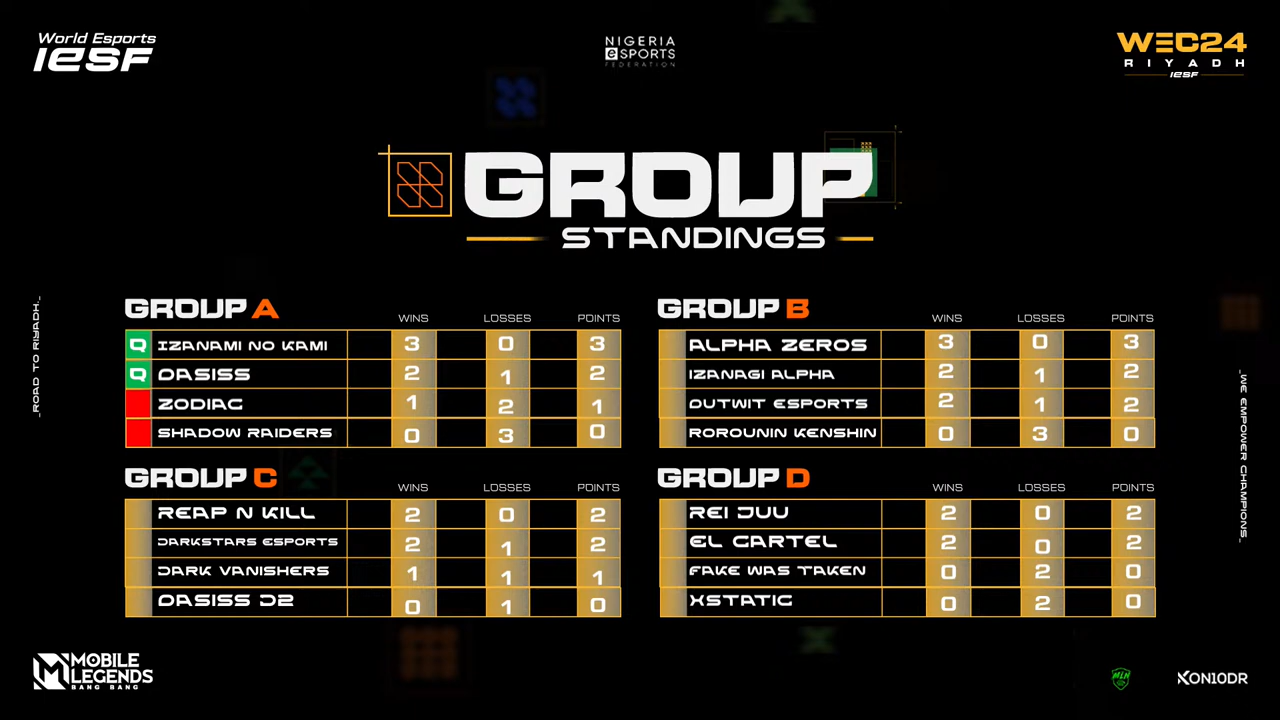 World Esports
IESF
NIGERIA
eSPORTS
FEDERATION
WEC24
RIYADH
IESF
GROUP
STANDINGS
_ROAD TO RIYADH._
GROUP A WINS LOSSES POINTS
Q IZANAMI NO KAMI 3 0 3
Q OASISS 2 1 2
ZODIAC 1 2 1
SHADOW RAIDERS 0 3 0
GROUP B WINS LOSSES POINTS
ALPHA ZEROS 3 0 3
IZANAGI ALPHA 2 1 2
OUTWIT ESPORTS 2 1 2
ROROUNIN KENSHIN 0 3 0
GROUP C WINS LOSSES POINTS
REAP N KILL 2 0 2
DARKSTARS ESPORTS 2 1 2
DARK VANISHERS 1 1 1
OASISS D2 0 1 0
GROUP D WINS LOSSES POINTS
REI JUU 2 0 2
EL CARTEL 2 0 2
FAKE WAS TAKEN 0 2 0
XSTATIC 0 2 0
_WE EMPOWER CHAMPIONS._
MOBILE
LEGENDS
BANG BANG
MLN
KON10DR